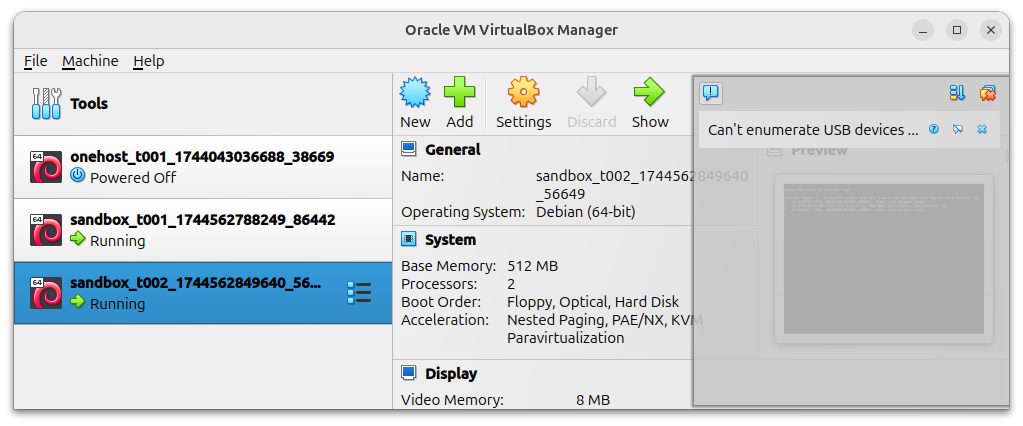 Oracle VM VirtualBox Manager
File Machine Help
Tools
New Add Settings Discard Show
Can't enumerate USB devices ...
64
onehost_t001_1744043036688_38669
Powered Off
64
sandbox_t001_1744562788249_86442
Running
64
sandbox_t002_1744562849640_56...
Running
General
Name: sandbox_t002_1744562849640
_56649
Operating System: Debian (64-bit)
System
Base Memory: 512 MB
Processors: 2
Boot Order: Floppy, Optical, Hard Disk
Acceleration: Nested Paging, PAE/NX, KVM
Paravirtualization
Display
Video Memory: 8 MB
Preview